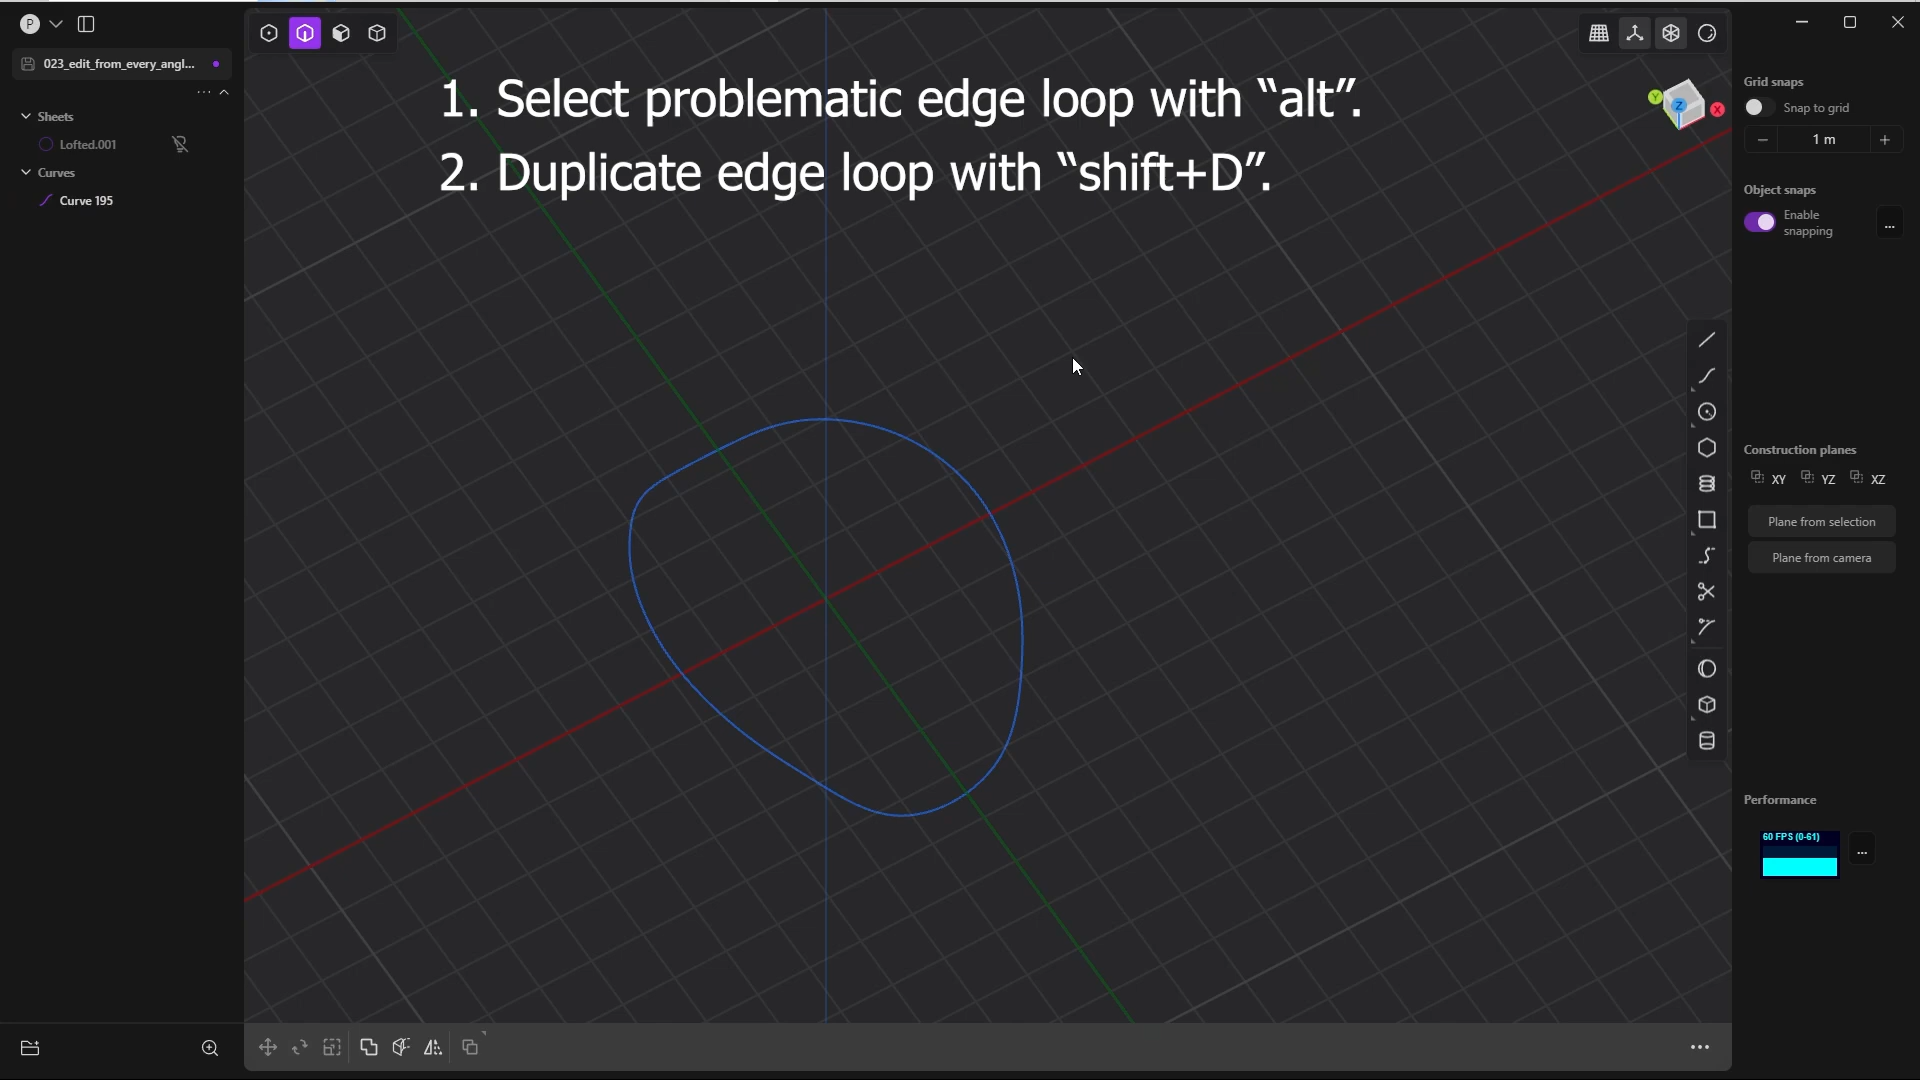 P
023_edit_from_every_angl...
Sheets
Lofted.001
Curves
Curve 195
1. Select problematic edge loop with “alt”.
2. Duplicate edge loop with “shift+D”.
Y
Z
X
Grid snaps
Snap to grid
1 m
Object snaps
Enable
snapping
...
Construction planes
XY
YZ
XZ
Plane from selection
Plane from camera
Performance
60 FPS (0-61)
...